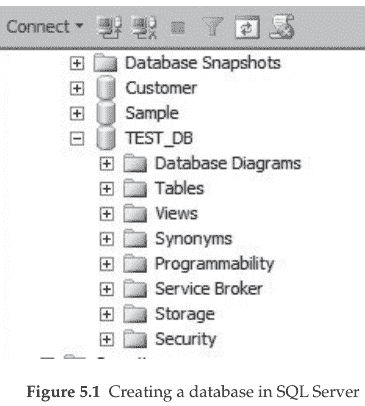 Connect
Database Snapshots
Customer
Sample
TEST_DB
Database Diagrams
Tables
Views
Synonyms
Programmability
Service Broker
Storage
Security
Figure 5.1 Creating a database in SQL Server